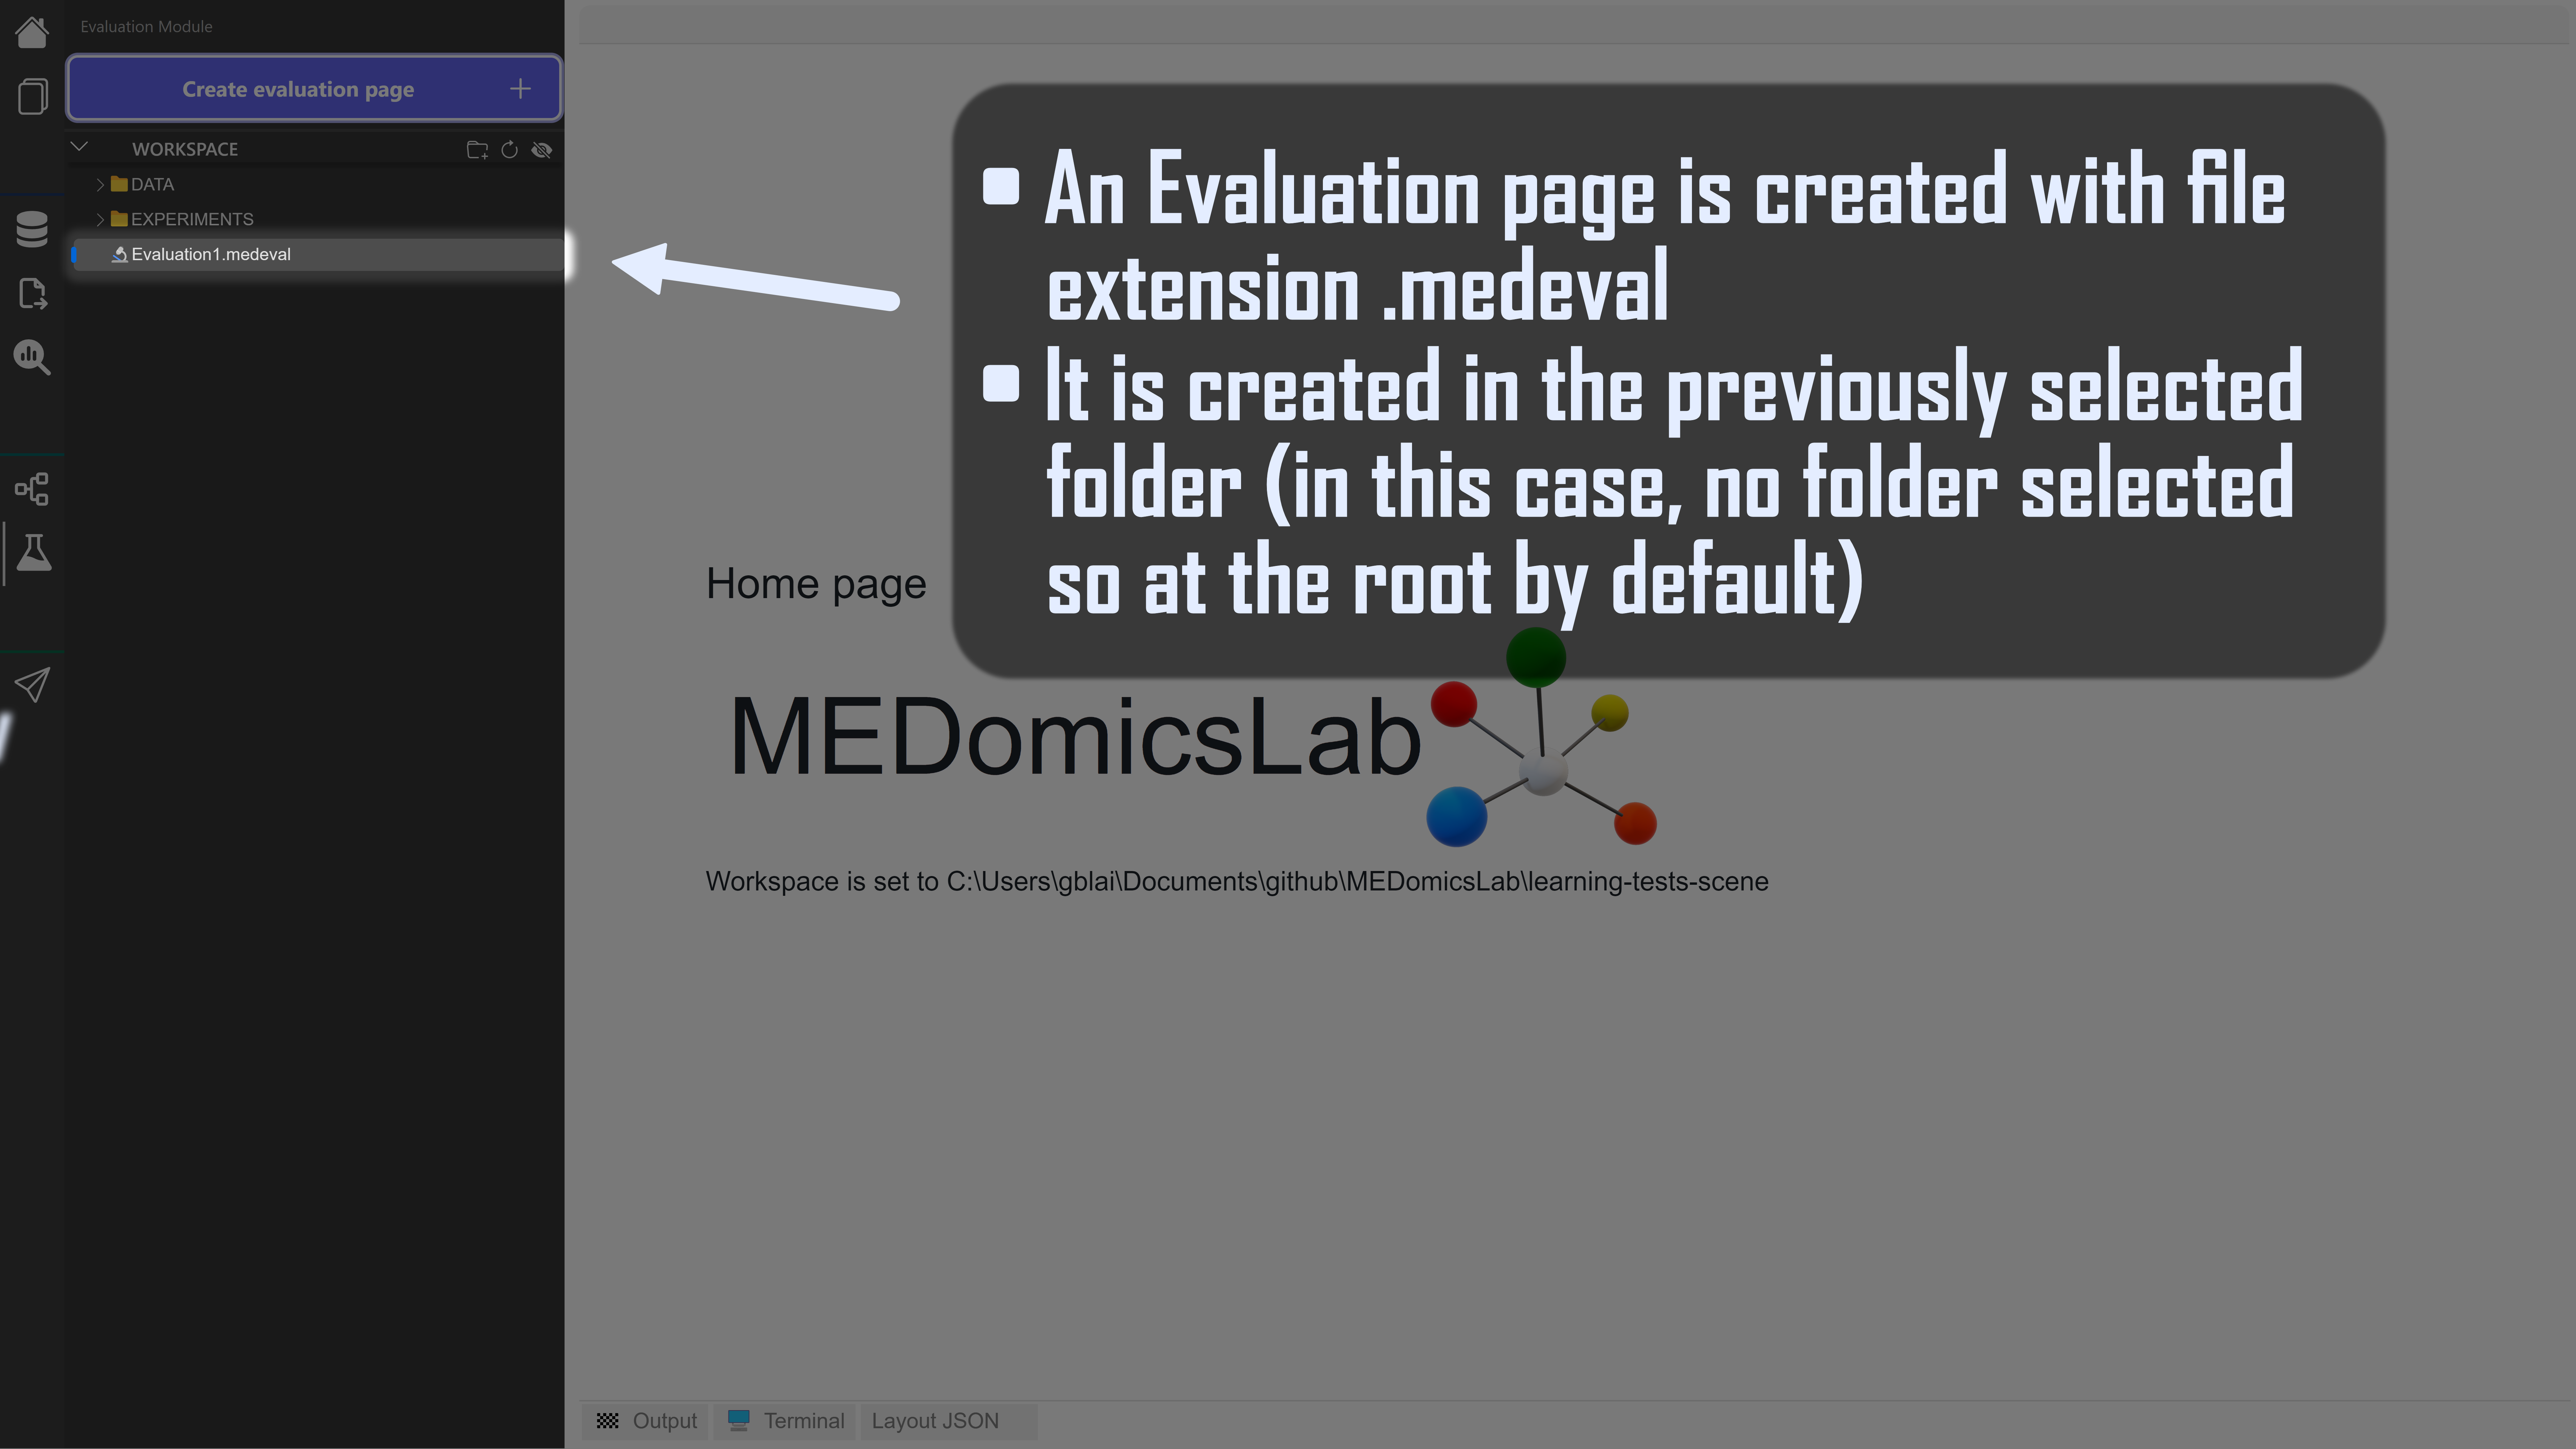 Evaluation Module
Create evaluation page
WORKSPACE
DATA
EXPERIMENTS
Evaluation1.medeval
▪ An Evaluation page is created with file
extension .medeval
▪ It is created in the previously selected
folder (in this case, no folder selected
so at the root by default)
Home page
MEDomicsLab
Workspace is set to C:\Users\gblai\Documents\github\MEDomicsLab\learning-tests-scene
Output
Terminal
Layout JSON